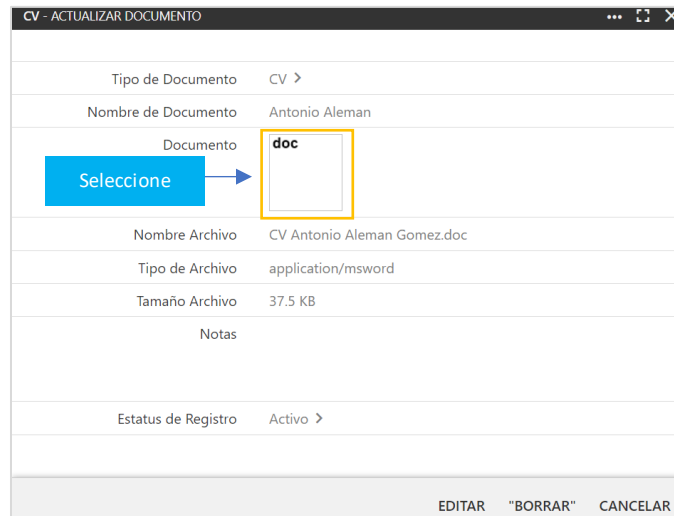 CV - ACTUALIZAR DOCUMENTO
Tipo de Documento CV >
Nombre de Documento Antonio Aleman
Documento doc
Seleccione
Nombre Archivo CV Antonio Aleman Gomez.doc
Tipo de Archivo application/msword
Tamaño Archivo 37.5 KB
Notas
Estatus de Registro Activo >
EDITAR "BORRAR" CANCELAR